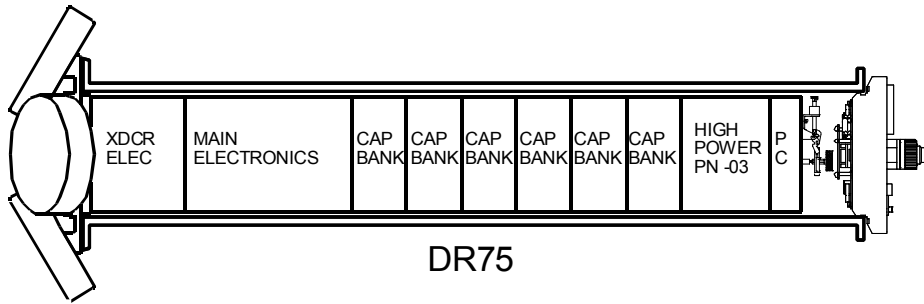 XDCR
ELEC
MAIN
ELECTRONICS
CAP
BANK
CAP
BANK
CAP
BANK
CAP
BANK
CAP
BANK
CAP
BANK
HIGH
POWER
PN -03
P
C
DR75